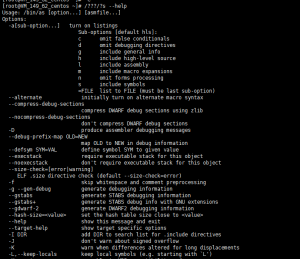 [root@VM_149_62_centos ~]# /????/?s --help
Usage: /bin/as [option...] [asmfile...]
Options:
-a[sub-option...] turn on listings
Sub-options [default hls]:
c omit false conditionals
d omit debugging directives
g include general info
h include high-level source
l include assembly
m include macro expansions
n omit forms processing
s include symbols
=FILE list to FILE (must be last sub-option)
--alternate initially turn on alternate macro syntax
--compress-debug-sections
compress DWARF debug sections using zlib
--nocompress-debug-sections
don't compress DWARF debug sections
-D produce assembler debugging messages
--debug-prefix-map OLD=NEW
map OLD to NEW in debug information
--defsym SYM=VAL define symbol SYM to given value
--execstack require executable stack for this object
--noexecstack don't require executable stack for this object
--size-check=[error|warning]
ELF .size directive check (default --size-check=error)
-f skip whitespace and comment preprocessing
-g --gen-debug generate debugging information
--gstabs generate STABS debugging information
--gstabs+ generate STABS debug info with GNU extensions
--gdwarf-2 generate DWARF2 debugging information
--hash-size=<value> set the hash table size close to <value>
--help show this message and exit
--target-help show target specific options
-I DIR add DIR to search list for .include directives
-J don't warn about signed overflow
-K warn when differences altered for long displacements
-L,--keep-locals keep local symbols (e.g. starting with `L')